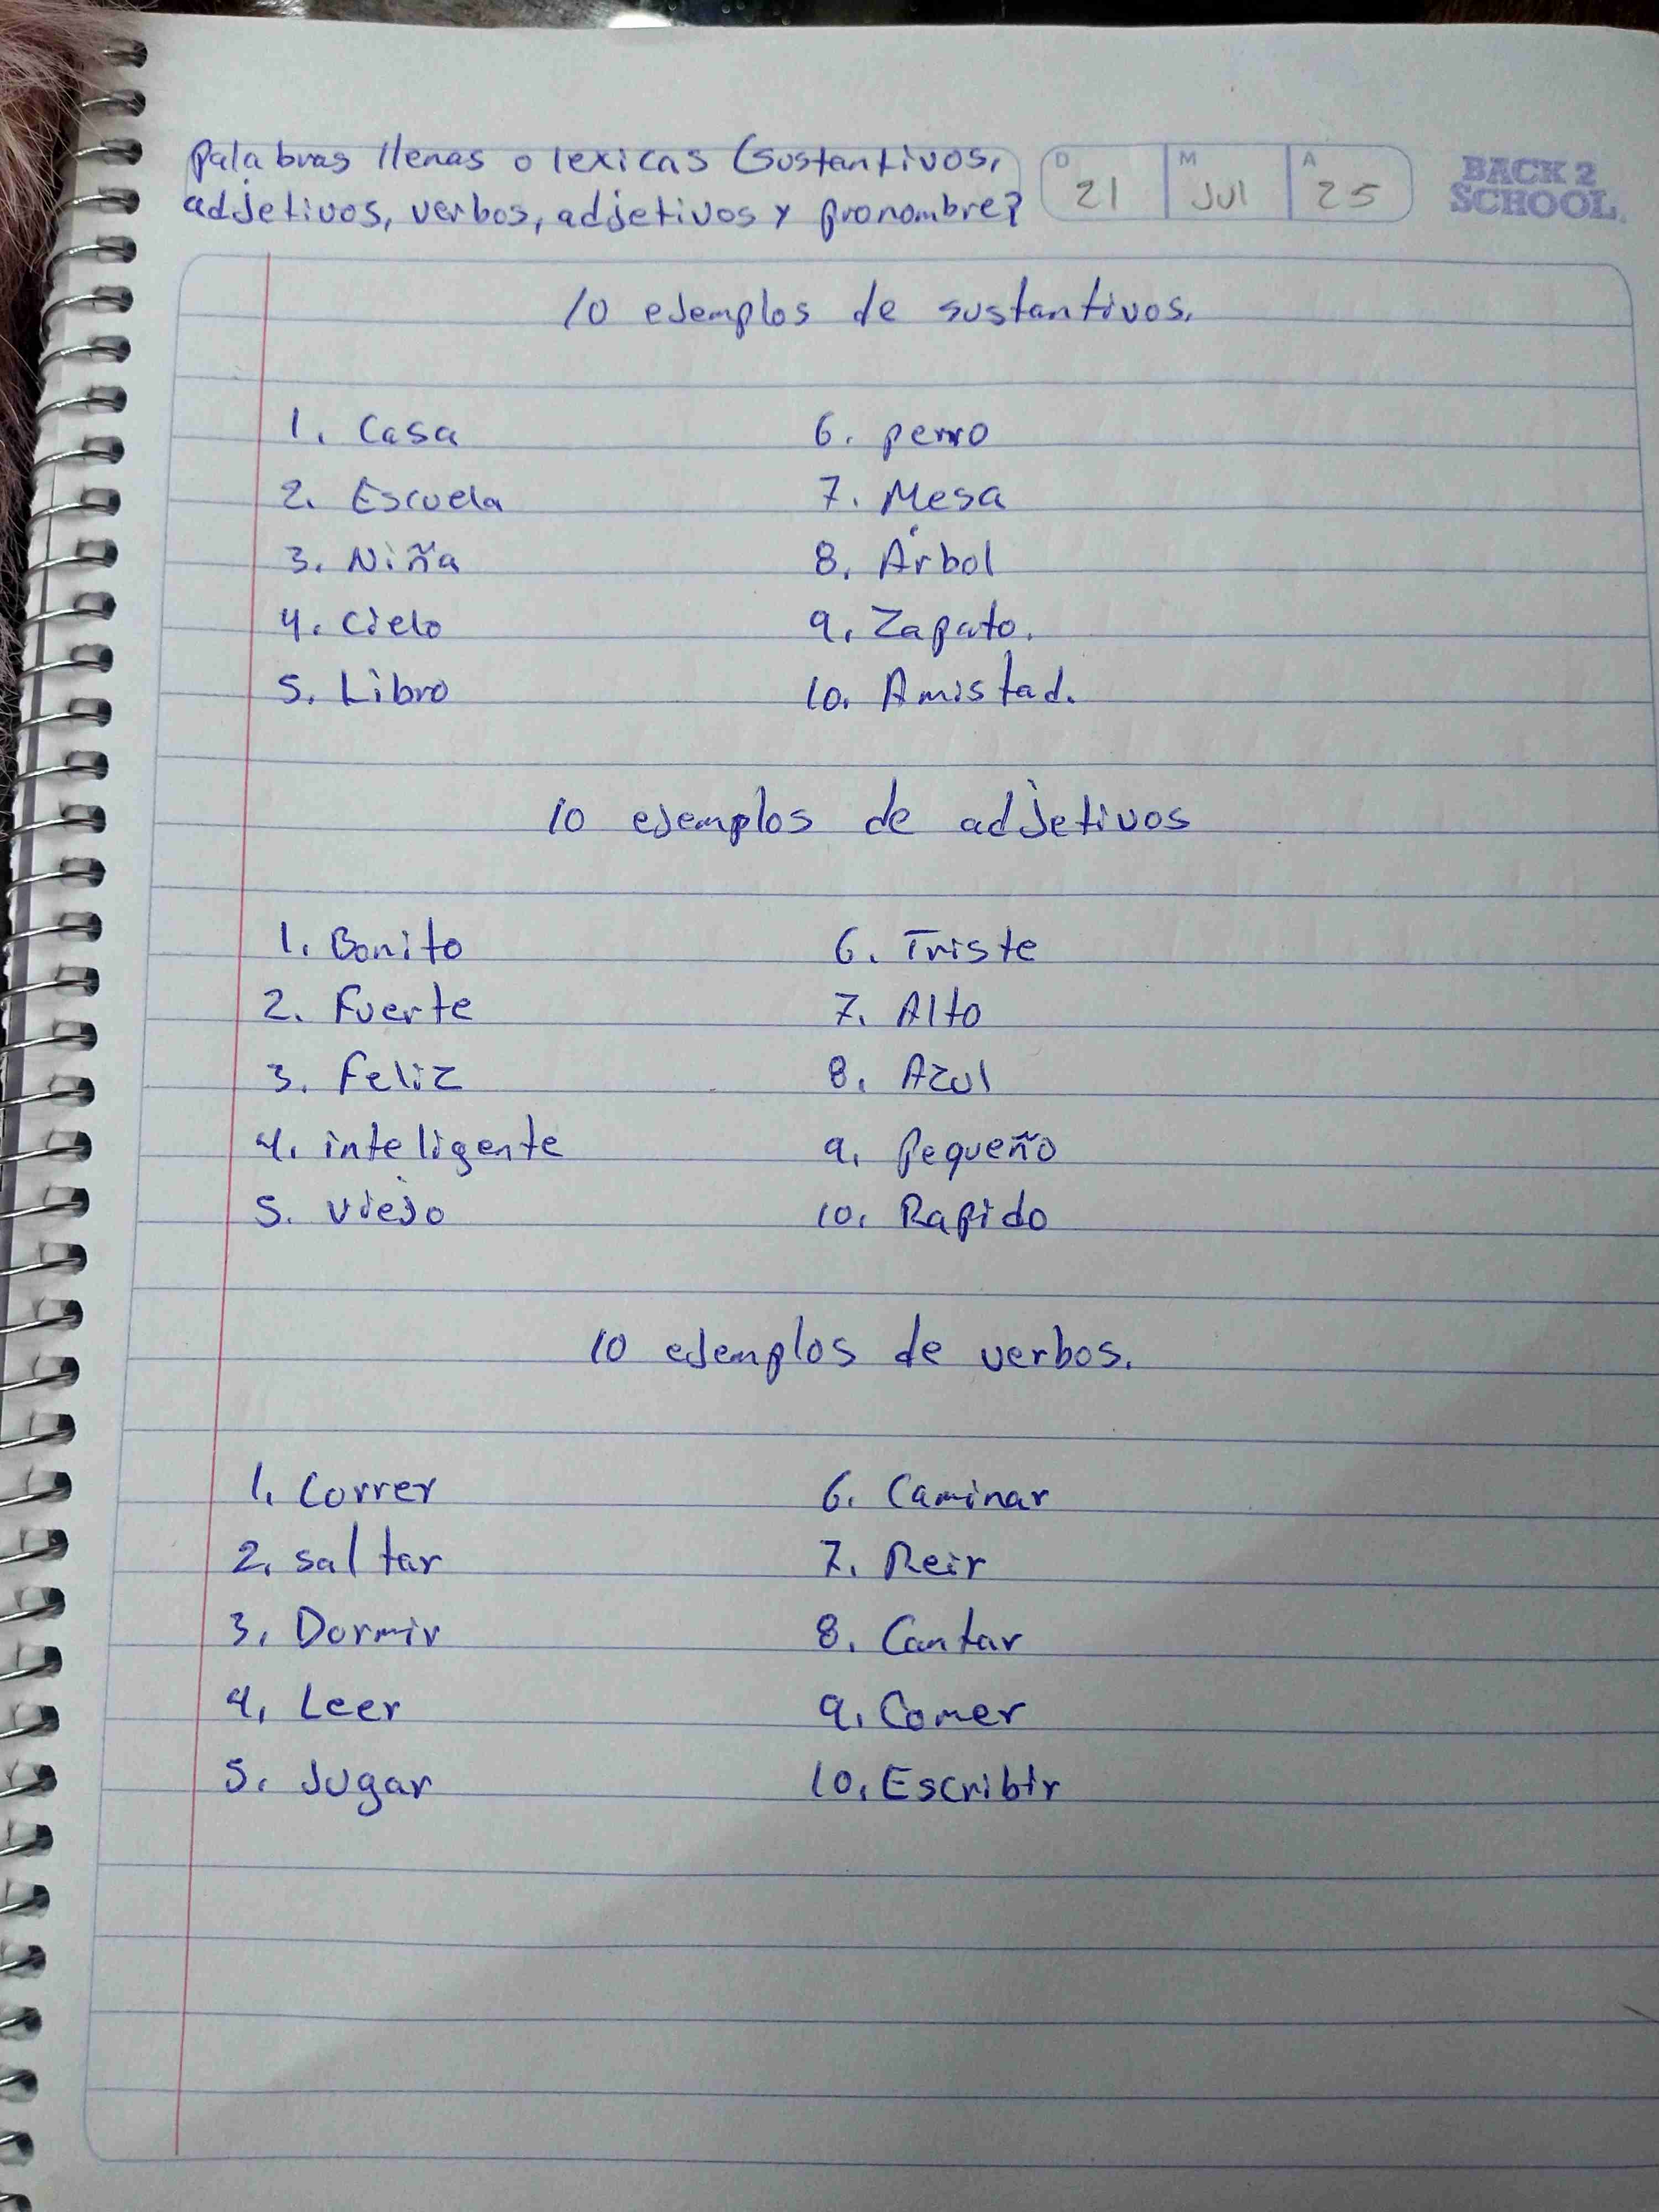 Palabras llenas o lexicas (sustantivos,
adjetivos, verbos, adjetivos y pronombre?
D 21 M Jul A 25
BACK 2
SCHOOL
10 ejemplos de sustantivos.
1. Casa 6. perro
2. Escuela 7. Mesa
3. Niña 8. Árbol
4. Cielo 9. Zapato.
5. Libro 10. Amistad.
10 ejemplos de adjetivos
1. Bonito 6. Triste
2. Fuerte 7. Alto
3. Feliz 8. Azul
4. inteligente 9. Pequeño
5. viejo 10. Rapido
10 ejemplos de verbos.
1. Correr 6. Caminar
2. saltar 7. Reir
3. Dormir 8. Cantar
4. Leer 9. Comer
5. Jugar 10. Escribir